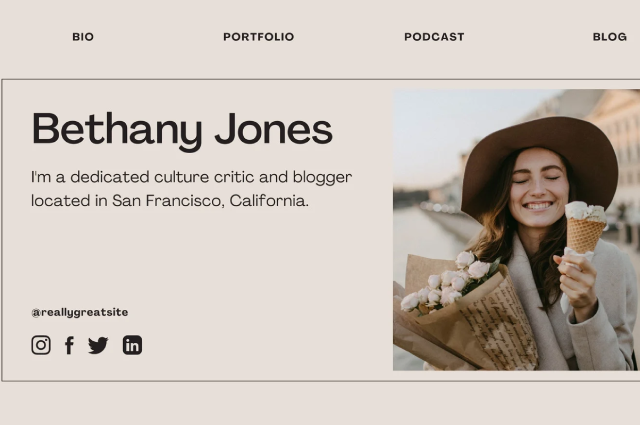 BIO
PORTFOLIO
PODCAST
BLOG
Bethany Jones
I'm a dedicated culture critic and blogger
located in San Francisco, California.
@reallygreatsite